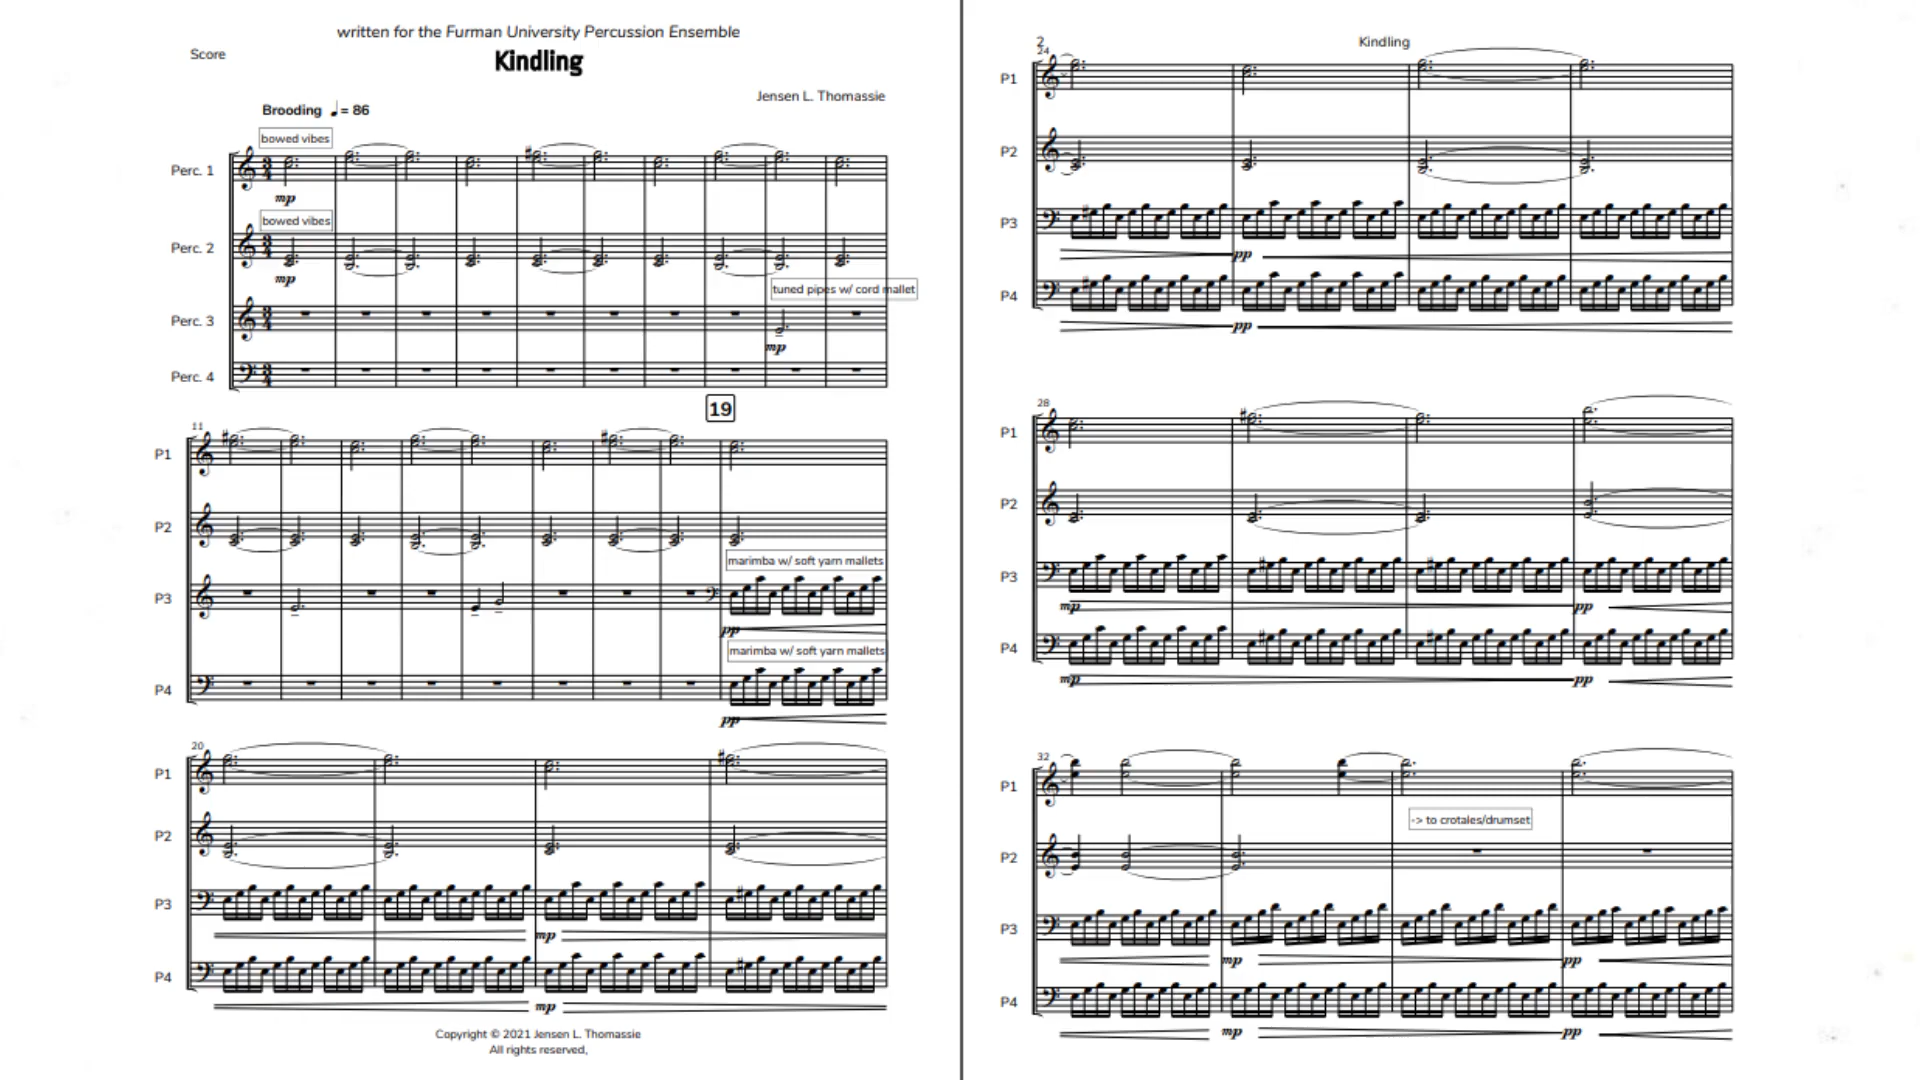 written for the Furman University Percussion Ensemble
Score
Kindling
Jensen L. Thomassie
Brooding ♩= 86
bowed vibes
Perc. 1
mp
bowed vibes
Perc. 2
mp
tuned pipes w/ cord mallet
Perc. 3
mp
Perc. 4
19
11
P1
P2
marimba w/ soft yarn mallets
P3
pp
marimba w/ soft yarn mallets
P4
pp
20
P1
P2
P3
mp
P4
mp
Copyright © 2021 Jensen L. Thomassie
All rights reserved,
2
Kindling
24
P1
P2
P3
pp
P4
pp
28
P1
P2
P3
mp pp
P4
mp pp
32
P1
-> to crotales/drumset
P2
P3
mp pp
P4
mp pp